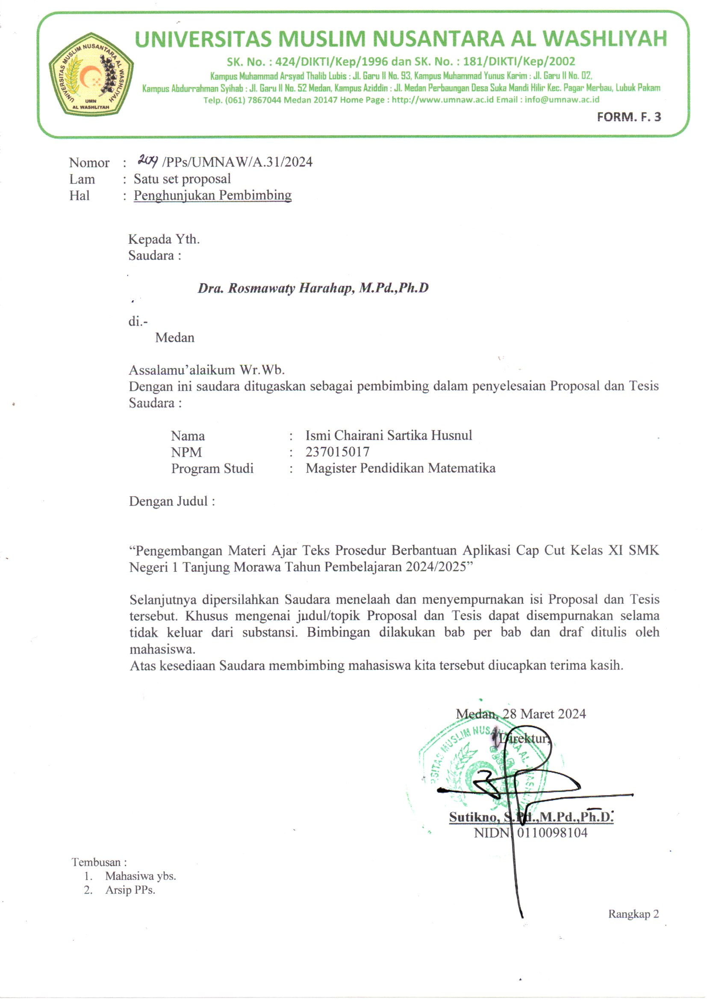 UNIVERSITAS MUSLIM NUSANTARA AL WASHLIYAH
SK. No. : 424/DIKTI/Kep/1996 dan SK. No. : 181/DIKTI/Kep/2002
Kampus Muhammad Arsyad Thalib Lubis : Jl. Garu II No. 93, Kampus Muhammad Yunus Karim : Jl. Garu II No. 02,
Kampus Abdurrahman Syihab : Jl. Garu II No. 52 Medan, Kampus Aziddin : Jl. Medan Perbaungan Desa Suka Mandi Hilir Kec. Pagar Merbau, Lubuk Pakam
Telp. (061) 7867044 Medan 20147 Home Page : http://www.umnaw.ac.id Email : info@umnaw.ac.id
FORM. F. 3
UNIVERSITAS MUSLIM NUSANTARA AL WASHLIYAH
UMN
AL WASHLIYAH
Nomor : /PPs/UMNAW/A.31/2024
Lam : Satu set proposal
Hal : Penghunjukan Pembimbing
Kepada Yth.
Saudara :
Dra. Rosmawaty Harahap, M.Pd.,Ph.D
di.-
Medan
Assalamu’alaikum Wr.Wb.
Dengan ini saudara ditugaskan sebagai pembimbing dalam penyelesaian Proposal dan Tesis
Saudara :
Nama : Ismi Chairani Sartika Husnul
NPM : 237015017
Program Studi : Magister Pendidikan Matematika
Dengan Judul :
“Pengembangan Materi Ajar Teks Prosedur Berbantuan Aplikasi Cap Cut Kelas XI SMK
Negeri 1 Tanjung Morawa Tahun Pembelajaran 2024/2025”
Selanjutnya dipersilahkan Saudara menelaah dan menyempurnakan isi Proposal dan Tesis
tersebut. Khusus mengenai judul/topik Proposal dan Tesis dapat disempurnakan selama
tidak keluar dari substansi. Bimbingan dilakukan bab per bab dan draf ditulis oleh
mahasiswa.
Atas kesediaan Saudara membimbing mahasiswa kita tersebut diucapkan terima kasih.
Medan, 28 Maret 2024
Direktur,
Sutikno, S.Pd.,M.Pd.,Ph.D.
NIDN 0110098104
Tembusan :
1. Mahasiwa ybs.
2. Arsip PPs.
Rangkap 2